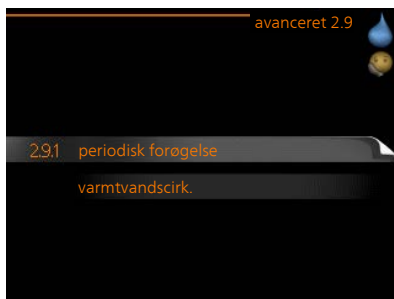 avanceret 2.9
2.9.1 periodisk forøgelse
varmtvandscirk.